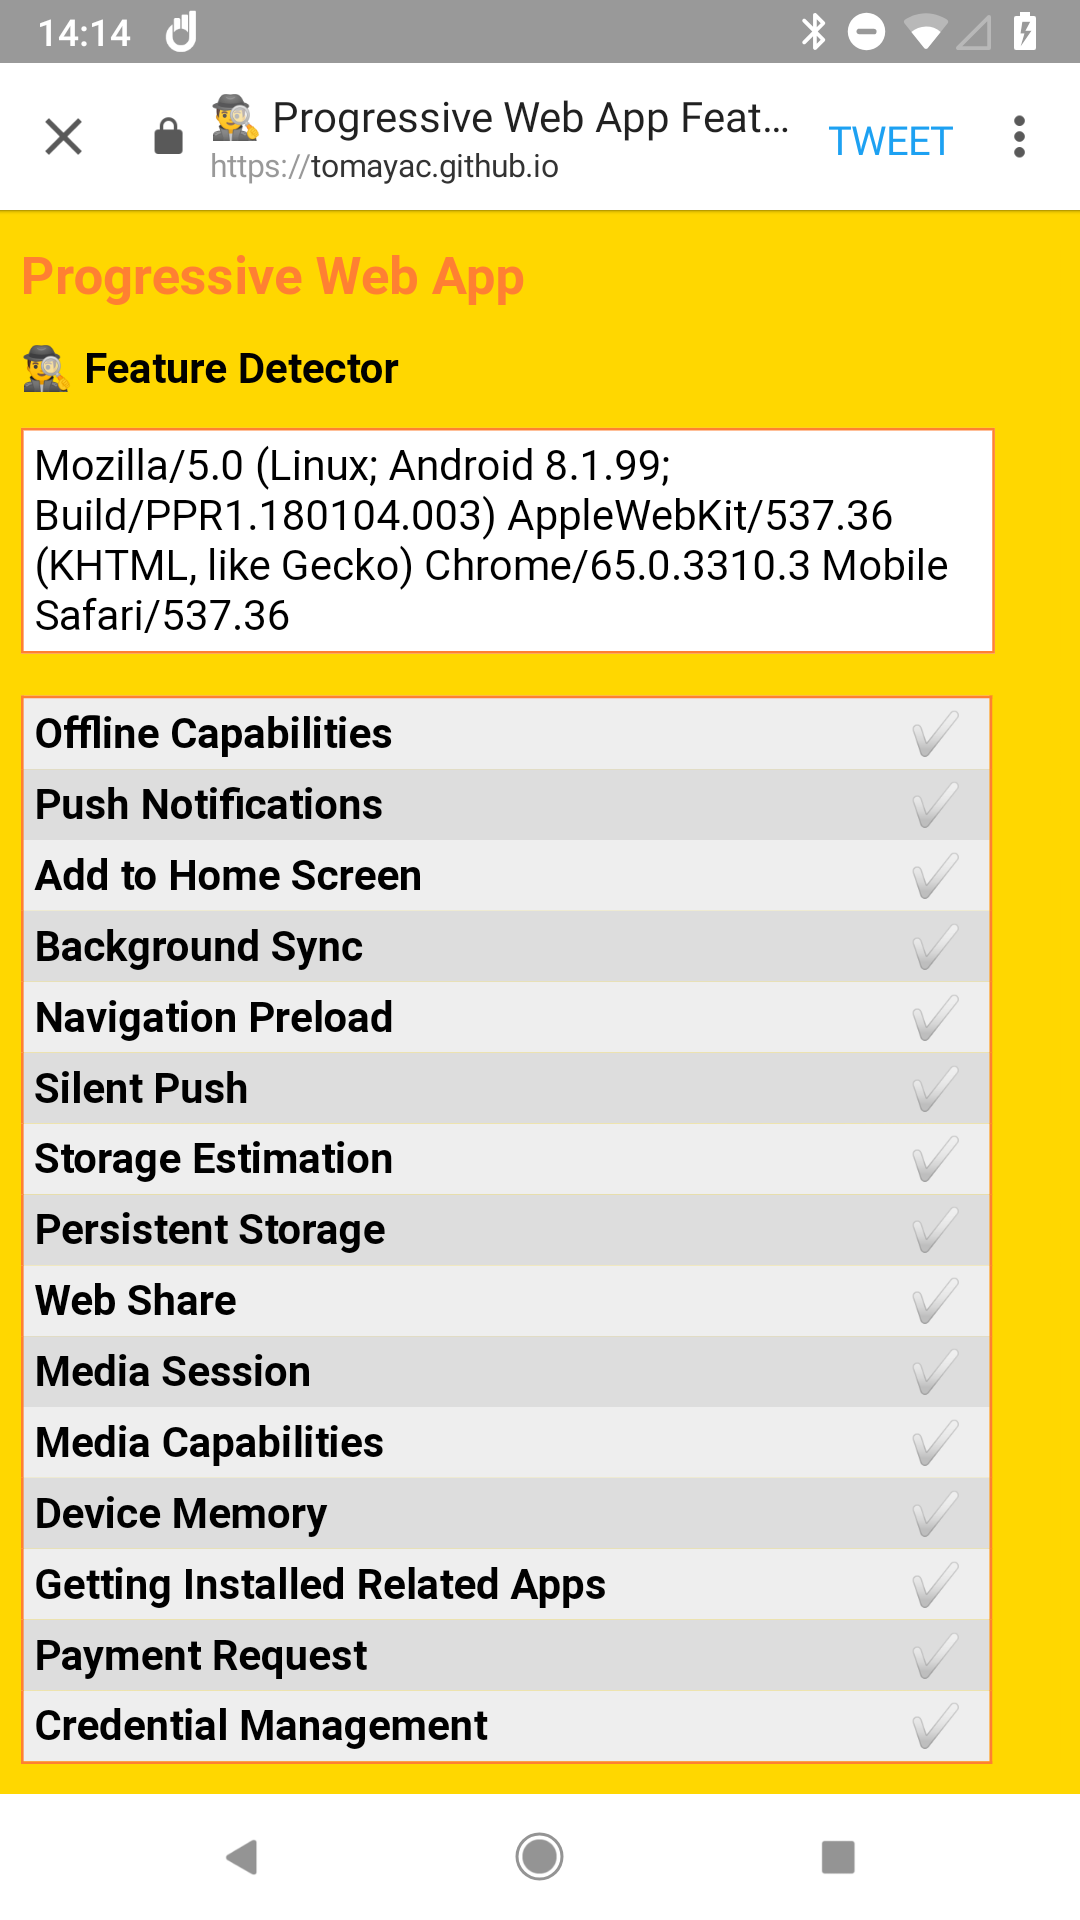 14:14
🕵 Progressive Web App Feat...
https://tomayac.github.io
TWEET
Progressive Web App
🕵 Feature Detector
Mozilla/5.0 (Linux; Android 8.1.99;
Build/PPR1.180104.003) AppleWebKit/537.36
(KHTML, like Gecko) Chrome/65.0.3310.3 Mobile
Safari/537.36
Offline Capabilities ✔
Push Notifications ✔
Add to Home Screen ✔
Background Sync ✔
Navigation Preload ✔
Silent Push ✔
Storage Estimation ✔
Persistent Storage ✔
Web Share ✔
Media Session ✔
Media Capabilities ✔
Device Memory ✔
Getting Installed Related Apps ✔
Payment Request ✔
Credential Management ✔